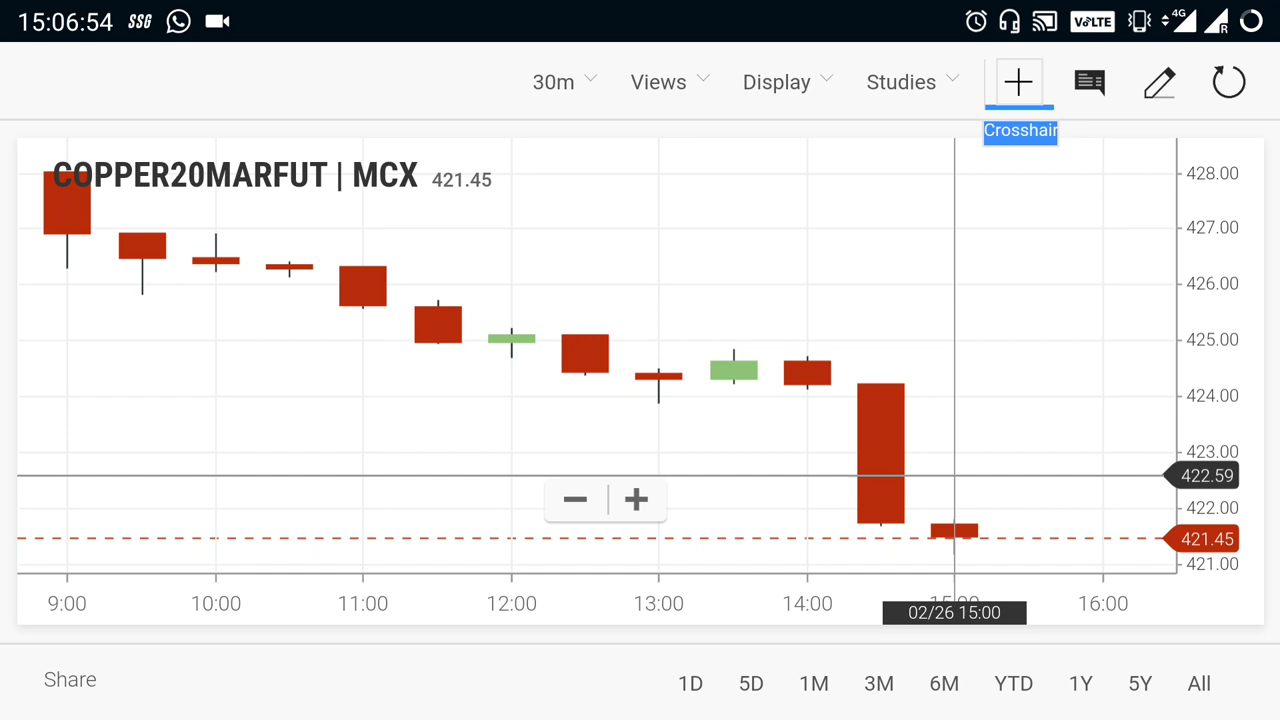 15:06:54 SSG VoLTE 4G R
30m Views Display Studies
Crosshair
COPPER20MARFUT | MCX 421.45
428.00
427.00
426.00
425.00
424.00
423.00
422.59
422.00
421.45
421.00
9:00 10:00 11:00 12:00 13:00 14:00 15:00 16:00
02/26 15:00
Share 1D 5D 1M 3M 6M YTD 1Y 5Y All